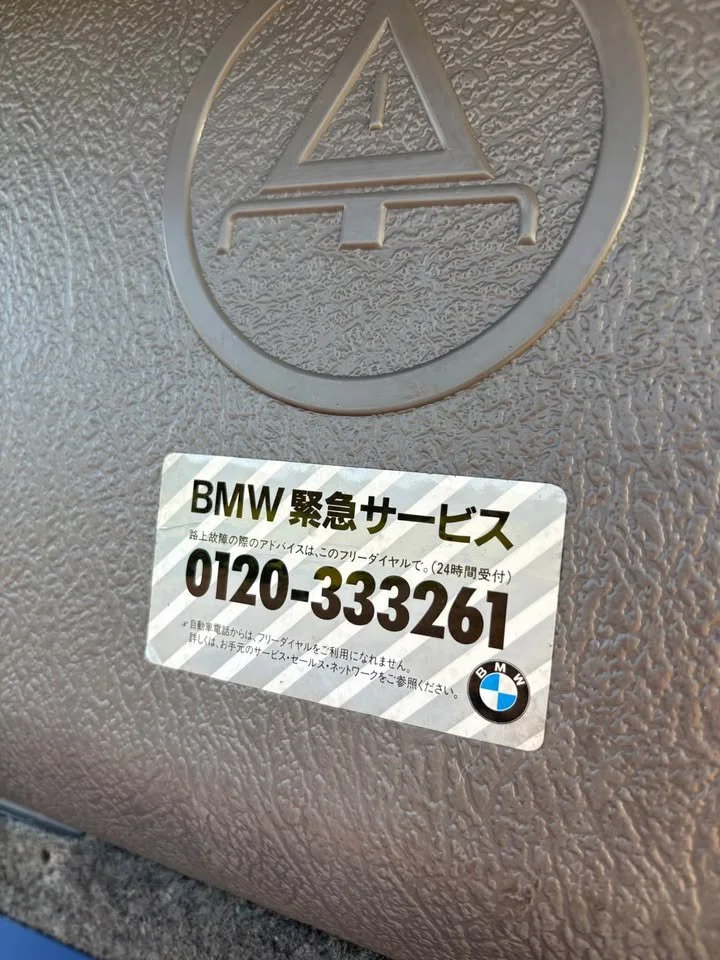 BMW緊急サービス
路上故障の際のアドバイスは、このフリーダイヤルで。(24時間受付)
0120-333261
☞自動車電話からは、フリーダイヤルをご利用になれません。
詳しくは、お手元のサービス・セールス・ネットワークをご参照ください。
BMW